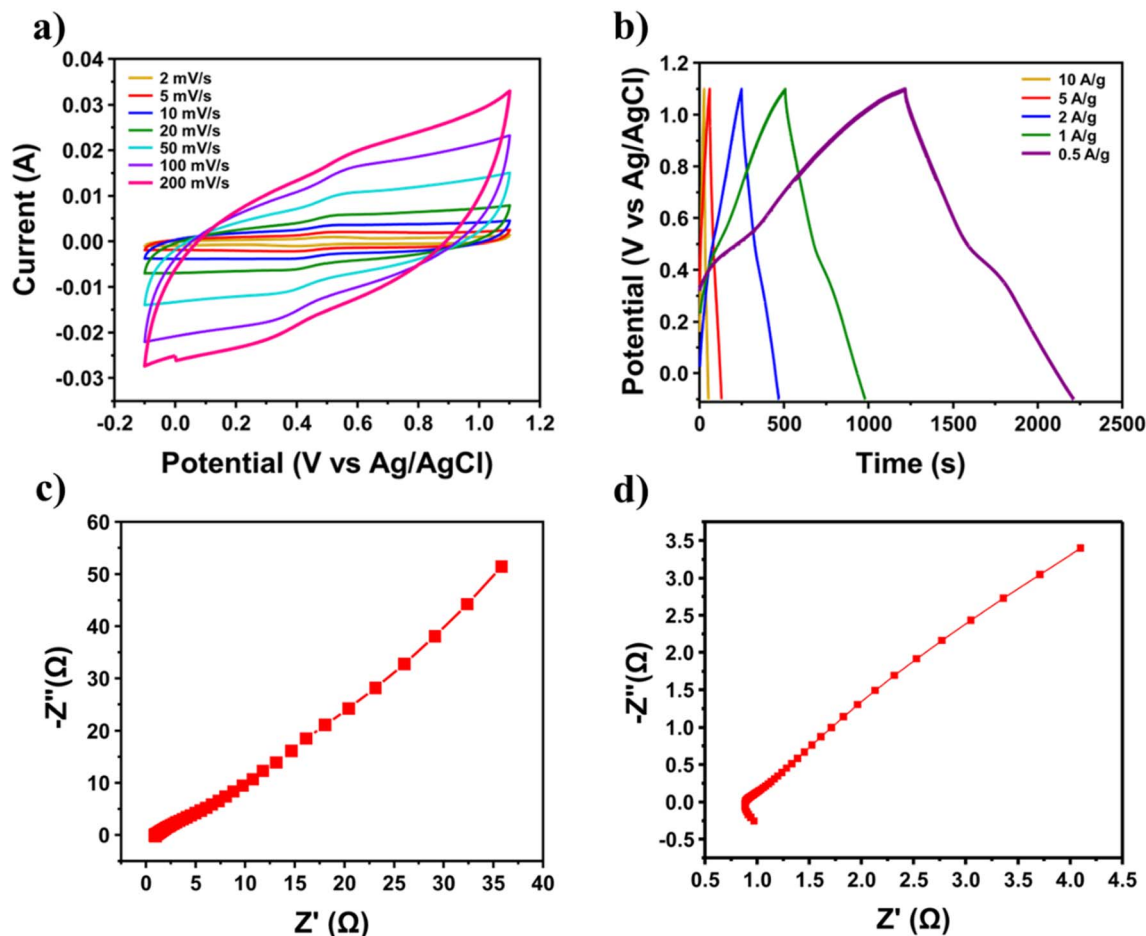 a)
0.04
0.03
0.02
0.01
0.00
-0.01
-0.02
-0.03
Current (A)
2 mV/s
5 mV/s
10 mV/s
20 mV/s
50 mV/s
100 mV/s
200 mV/s
-0.2 0.0 0.2 0.4 0.6 0.8 1.0 1.2
Potential (V vs Ag/AgCl)
b)
1.2
1.0
0.8
0.6
0.4
0.2
0.0
Potential (V vs Ag/AgCl)
10 A/g
5 A/g
2 A/g
1 A/g
0.5 A/g
0 500 1000 1500 2000 2500
Time (s)
c)
60
50
40
30
20
10
0
-Z"(Ω)
0 5 10 15 20 25 30 35 40
Z' (Ω)
d)
3.5
3.0
2.5
2.0
1.5
1.0
0.5
0.0
-0.5
-Z"(Ω)
0.5 1.0 1.5 2.0 2.5 3.0 3.5 4.0 4.5
Z' (Ω)